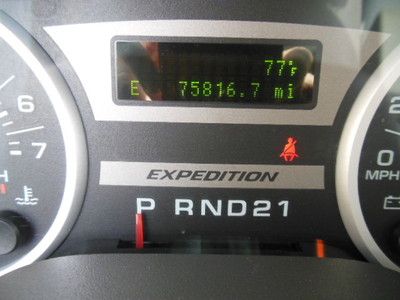 77°F
E 75816.7 mi
6
7
H
EXPEDITION
P RND21
0
MPH